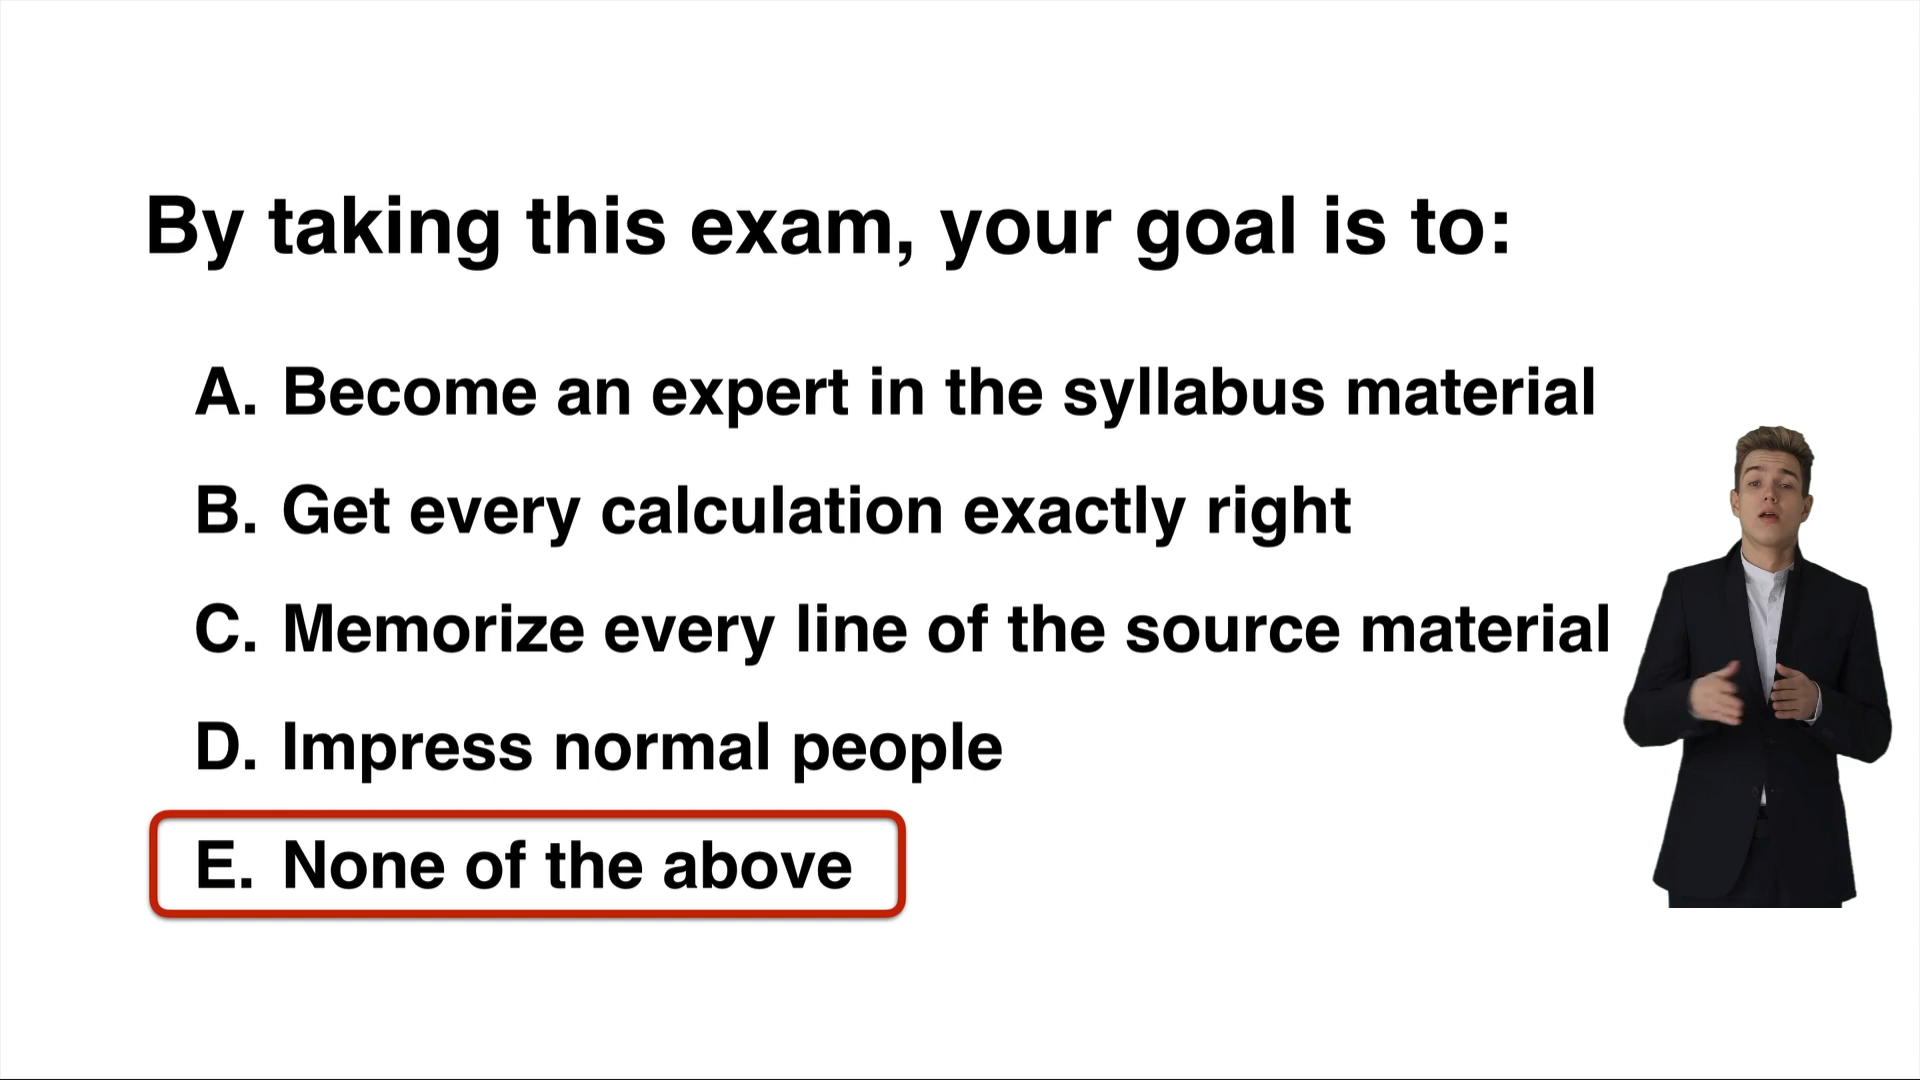 By taking this exam, your goal is to:
A. Become an expert in the syllabus material
B. Get every calculation exactly right
C. Memorize every line of the source material
D. Impress normal people
E. None of the above